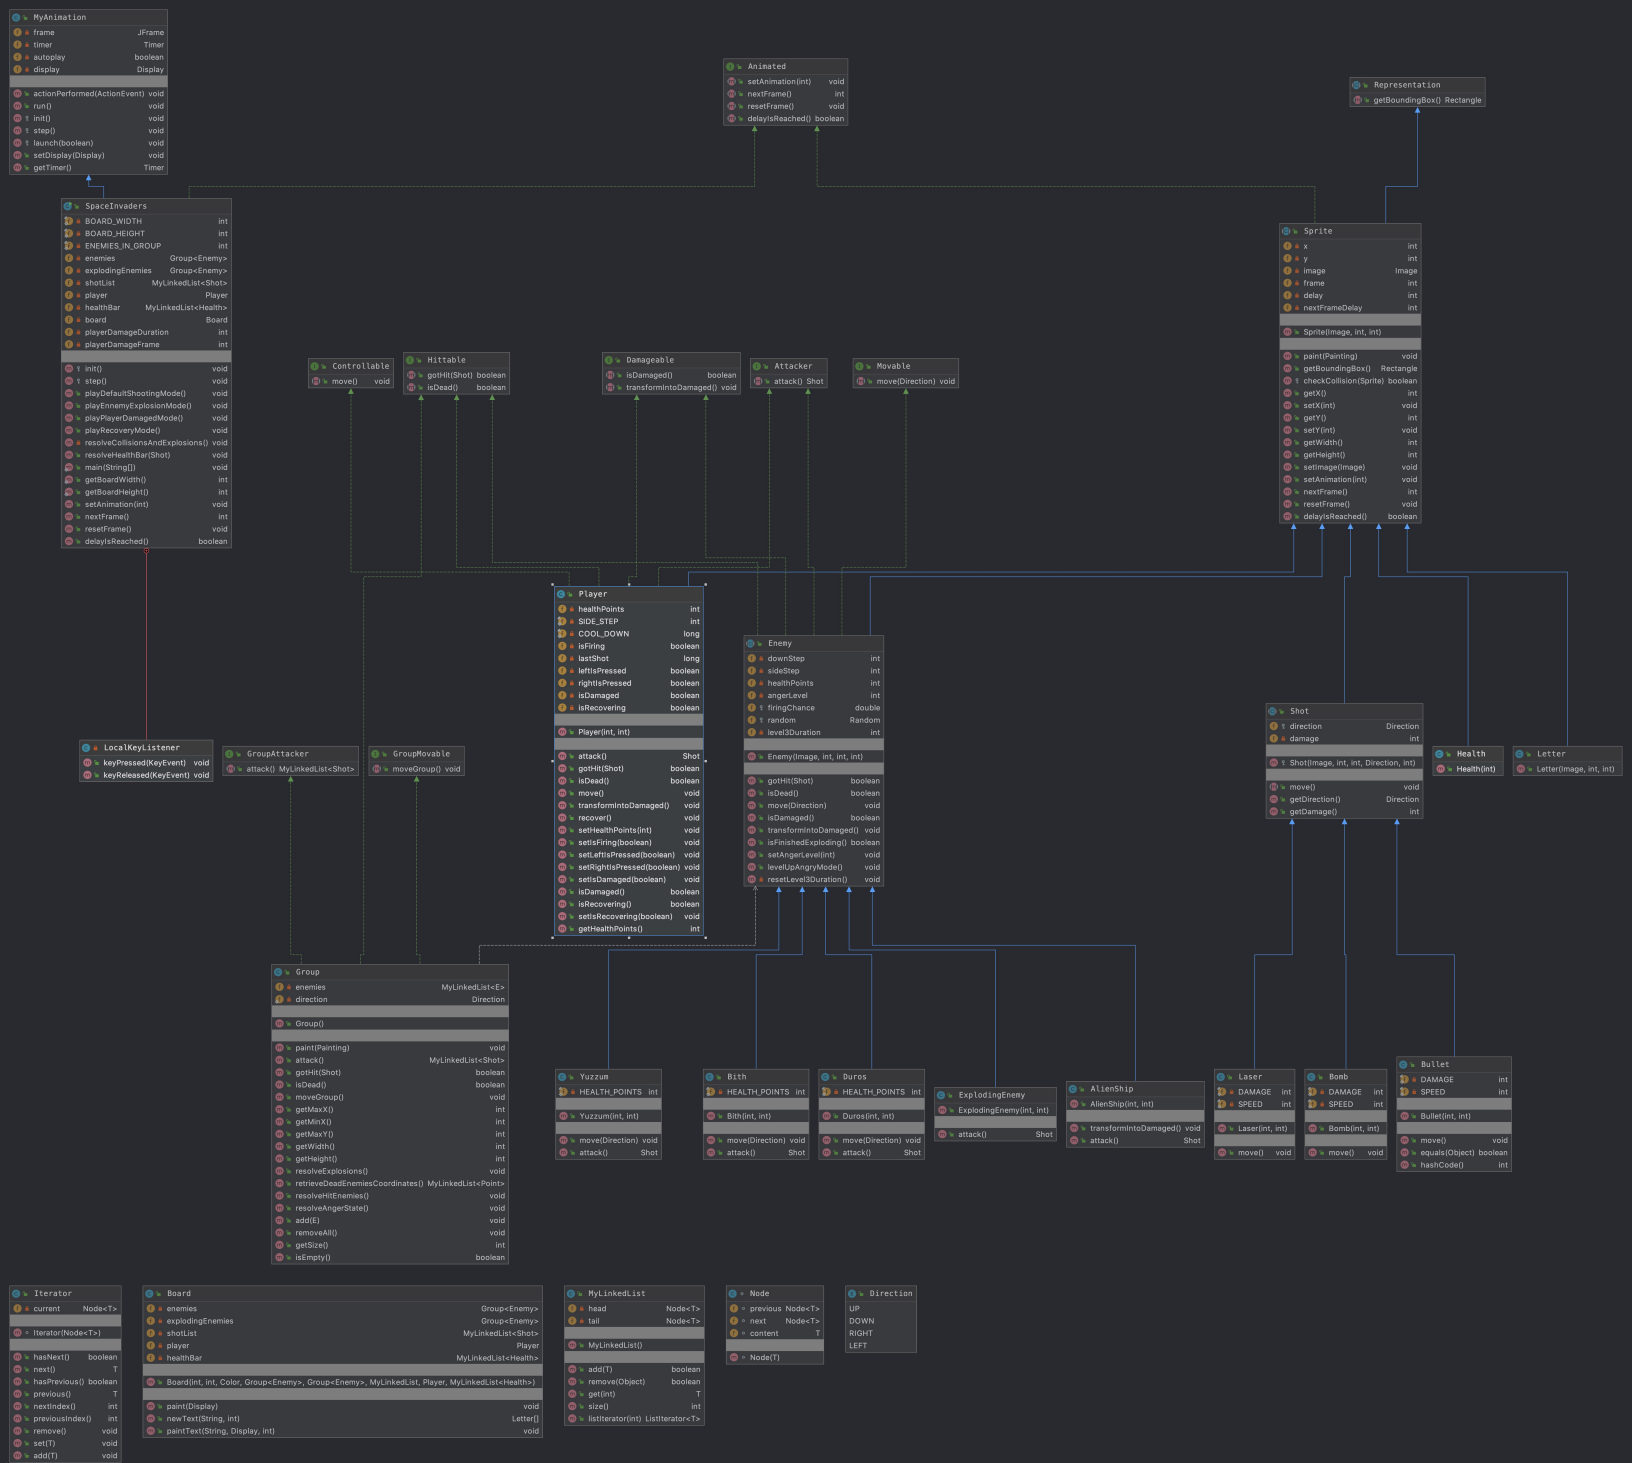 MyAnimation
frame JFrame
timer Timer
autoplay boolean
display Display
actionPerformed(ActionEvent) void
run() void
init() void
step() void
launch(boolean) void
setDisplay(Display) void
getTimer() Timer
Animated
setAnimation(int) void
nextFrame() int
resetFrame() void
delayIsReached() boolean
Representation
getBoundingBox() Rectangle
SpaceInvaders
BOARD_WIDTH int
BOARD_HEIGHT int
ENEMIES_IN_GROUP int
enemies Group<Enemy>
explodingEnemies Group<Enemy>
shotList MyLinkedList<Shot>
player Player
healthBar MyLinkedList<Health>
board Board
playerDamageDuration int
playerDamageFrame int
init() void
step() void
playDefaultShootingMode() void
playEnnemyExplosionMode() void
playPlayerDamagedMode() void
playRecoveryMode() void
resolveCollisionsAndExplosions() void
resolveHealthBar(Shot) void
main(String[]) void
getBoardWidth() int
getBoardHeight() int
setAnimation(int) void
nextFrame() int
resetFrame() void
delayIsReached() boolean
Sprite
x int
y int
image Image
frame int
delay int
nextFrameDelay int
Sprite(Image, int, int)
paint(Painting) void
getBoundingBox() Rectangle
checkCollision(Sprite) boolean
getX() int
setX(int) void
getY() int
setY(int) void
getWidth() int
getHeight() int
setImage(Image) void
setAnimation(int) void
nextFrame() int
resetFrame() void
delayIsReached() boolean
Controllable
move() void
Hittable
gotHit(Shot) boolean
isDead() boolean
Damageable
isDamaged() boolean
transformIntoDamaged() void
Attacker
attack() Shot
Movable
move(Direction) void
Player
healthPoints int
SIDE_STEP int
COOL_DOWN long
isFiring boolean
lastShot long
leftIsPressed boolean
rightIsPressed boolean
isDamaged boolean
isRecovering boolean
Player(int, int)
attack() Shot
gotHit(Shot) boolean
isDead() boolean
move() void
transformIntoDamaged() void
recover() void
setHealthPoints(int) void
setIsFiring(boolean) void
setLeftIsPressed(boolean) void
setRightIsPressed(boolean) void
setIsDamaged(boolean) void
isDamaged() boolean
isRecovering() boolean
setIsRecovering(boolean) void
getHealthPoints() int
Enemy
downStep int
sideStep int
healthPoints int
angerLevel int
firingChance double
random Random
level3Duration int
Enemy(Image, int, int, int)
gotHit(Shot) boolean
isDead() boolean
move(Direction) void
isDamaged() boolean
transformIntoDamaged() void
isFinishedExploding() boolean
setAngerLevel(int) void
levelUpAngryMode() void
resetLevel3Duration() void
Shot
direction Direction
damage int
Shot(Image, int, int, Direction, int)
move() void
getDirection() Direction
getDamage() int
Health
Health(int)
Letter
Letter(Image, int, int)
LocalKeyListener
keyPressed(KeyEvent) void
keyReleased(KeyEvent) void
GroupAttacker
attack() MyLinkedList<Shot>
GroupMovable
moveGroup() void
Group
enemies MyLinkedList<E>
direction Direction
Group()
paint(Painting) void
attack() MyLinkedList<Shot>
gotHit(Shot) boolean
isDead() boolean
moveGroup() void
getMaxX() int
getMinX() int
getMaxY() int
getWidth() int
getHeight() int
resolveExplosions() void
retrieveDeadEnemiesCoordinates() MyLinkedList<Point>
resolveHitEnemies() void
resolveAngerState() void
add(E) void
removeAll() void
getSize() int
isEmpty() boolean
Yuzzum
HEALTH_POINTS int
Yuzzum(int, int)
move(Direction) void
attack() Shot
Bith
HEALTH_POINTS int
Bith(int, int)
move(Direction) void
attack() Shot
Duros
HEALTH_POINTS int
Duros(int, int)
move(Direction) void
attack() Shot
ExplodingEnemy
ExplodingEnemy(int, int)
attack() Shot
AlienShip
AlienShip(int, int)
transformIntoDamaged() void
attack() Shot
Laser
DAMAGE int
SPEED int
Laser(int, int)
move() void
Bomb
DAMAGE int
SPEED int
Bomb(int, int)
move() void
Bullet
DAMAGE int
SPEED int
Bullet(int, int)
move() void
equals(Object) boolean
hashCode() int
Iterator
current Node<T>
Iterator(Node<T>)
hasNext() boolean
next() T
hasPrevious() boolean
previous() T
nextIndex() int
previousIndex() int
remove() void
set(T) void
add(T) void
Board
enemies Group<Enemy>
explodingEnemies Group<Enemy>
shotList MyLinkedList<Shot>
player Player
healthBar MyLinkedList<Health>
Board(int, int, Color, Group<Enemy>, Group<Enemy>, MyLinkedList, Player, MyLinkedList<Health>)
paint(Display) void
newText(String, int) Letter[]
paintText(String, Display, int) void
MyLinkedList
head Node<T>
tail Node<T>
MyLinkedList()
add(T) boolean
remove(Object) boolean
get(int) T
size() int
listIterator(int) ListIterator<T>
Node
previous Node<T>
next Node<T>
content T
Node(T)
Direction
UP
DOWN
RIGHT
LEFT